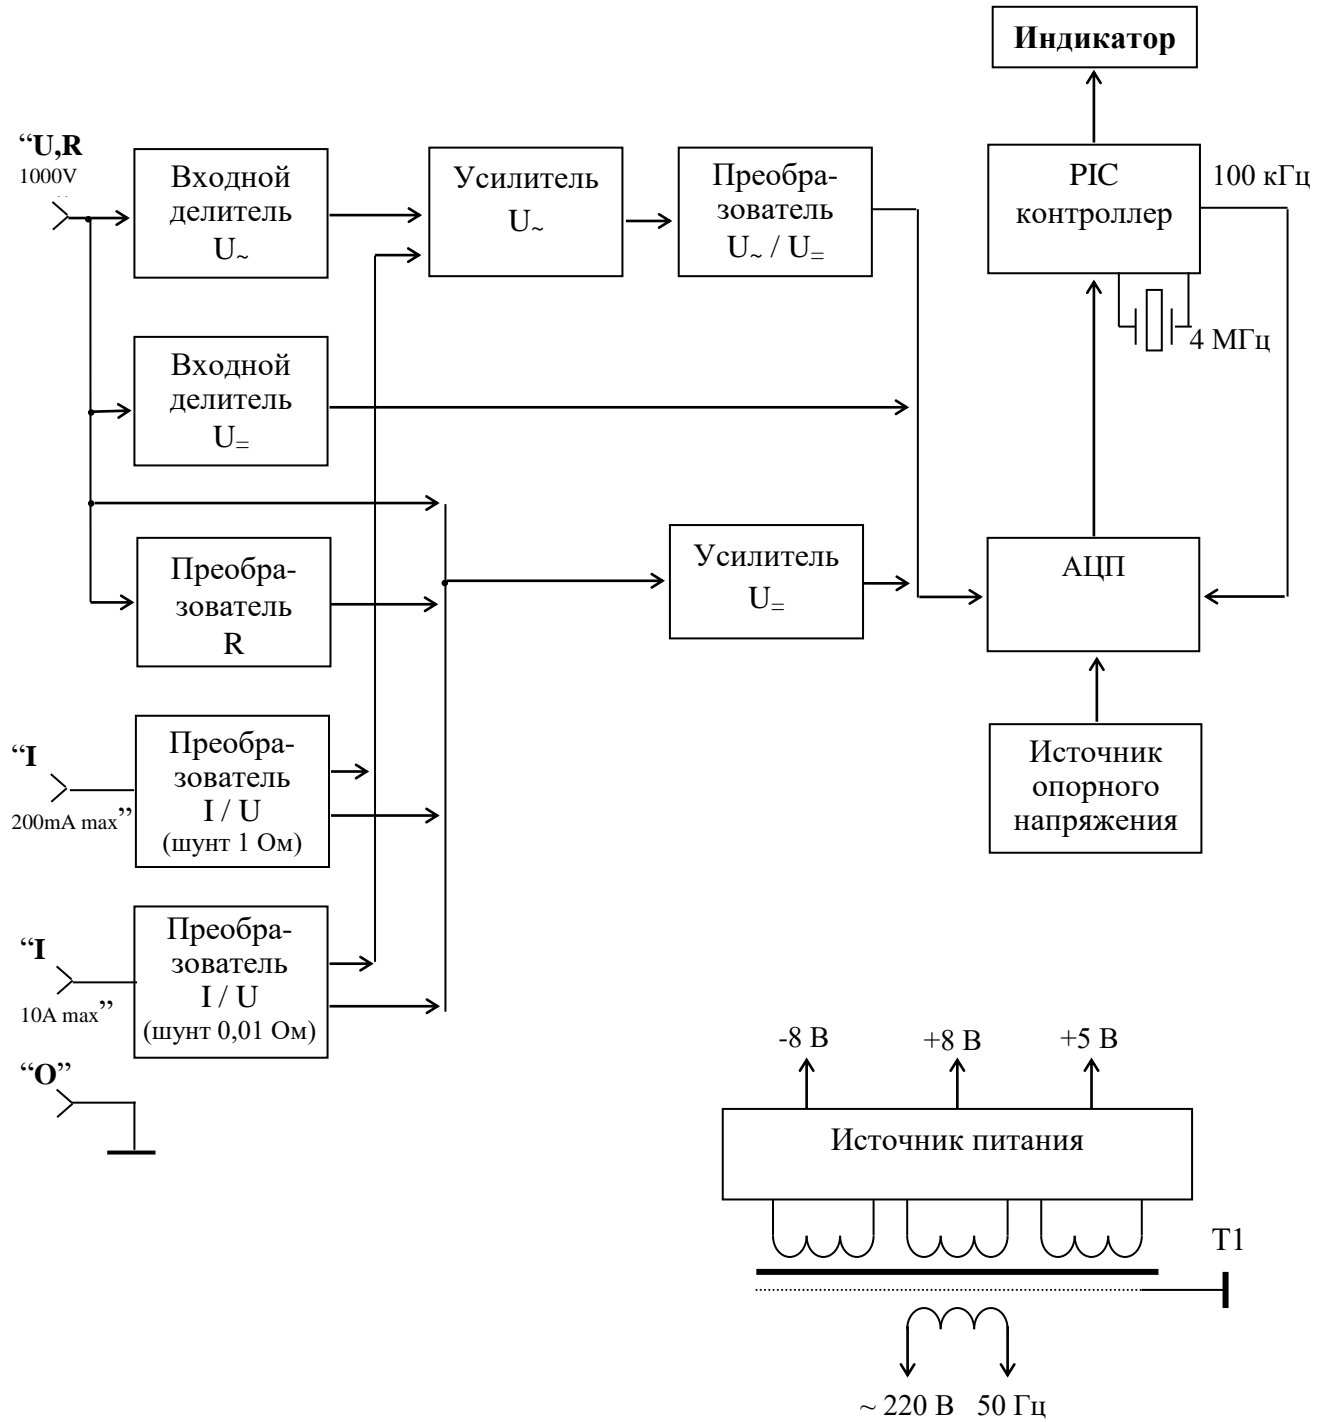 Индикатор
“U,R
1000V
”
Входной
делитель
U~
Усилитель
U~
Преобра-
зователь
U~ / U=
PIC
контроллер
100 кГц
4 МГц
Входной
делитель
U=
Преобра-
зователь
R
Усилитель
U=
АЦП
“I
200mA max”
Преобра-
зователь
I / U
(шунт 1 Ом)
Источник
опорного
напряжения
“I
10A max”
Преобра-
зователь
I / U
(шунт 0,01 Ом)
“O”
-8 В
+8 В
+5 В
Источник питания
T1
~ 220 В 50 Гц